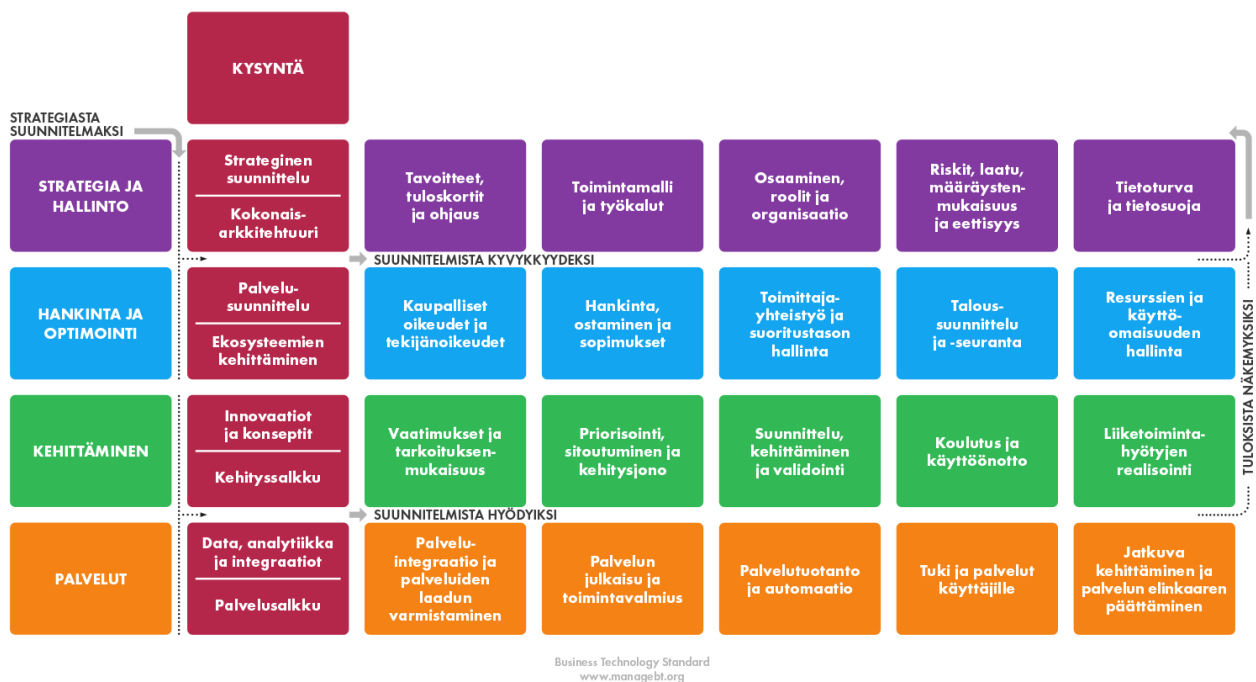 KYSYNTÄ
STRATEGIASTA
SUUNNITELMAKSI
STRATEGIA JA
HALLINTO
Strateginen
suunnittelu
Kokonais-
arkkitehtuuri
Tavoitteet,
tuloskortit
ja ohjaus
Toimintamalli
ja työkalut
Osaaminen,
roolit ja
organisaatio
Riskit, laatu,
määräysten-
mukaisuus
ja eettisyys
Tietoturva
ja tietosuoja
SUUNNITELMISTA KYVYKKYYDEKSI
HANKINTA JA
OPTIMOINTI
Palvelu-
suunnittelu
Ekosysteemien
kehittäminen
Kaupalliset
oikeudet ja
tekijänoikeudet
Hankinta,
ostaminen ja
sopimukset
Toimittaja-
yhteistyö ja
suoritustason
hallinta
Talous-
suunnittelu
ja -seuranta
Resurssien ja
käyttö-
omaisuuden
hallinta
TULOKSISTA NÄKEMYKSIKSI
KEHITTÄMINEN
Innovaatiot
ja konseptit
Kehityssalkku
Vaatimukset ja
tarkoituksen-
mukaisuus
Priorisointi,
sitoutuminen ja
kehitysjono
Suunnittelu,
kehittäminen
ja validointi
Koulutus ja
käyttöönotto
Liiketoiminta-
hyötyjen
realisointi
SUUNNITELMISTA HYÖDYIKSI
PALVELUT
Data, analytiikka
ja integraatiot
Palvelusalkku
Palvelu-
integraatio ja
palveluiden
laadun
varmistaminen
Palvelun
julkaisu ja
toimintavalmius
Palvelutuotanto
ja automaatio
Tuki ja palvelut
käyttäjille
Jatkuva
kehittäminen ja
palvelun elinkaaren
päättäminen
Business Technology Standard
www.managebt.org